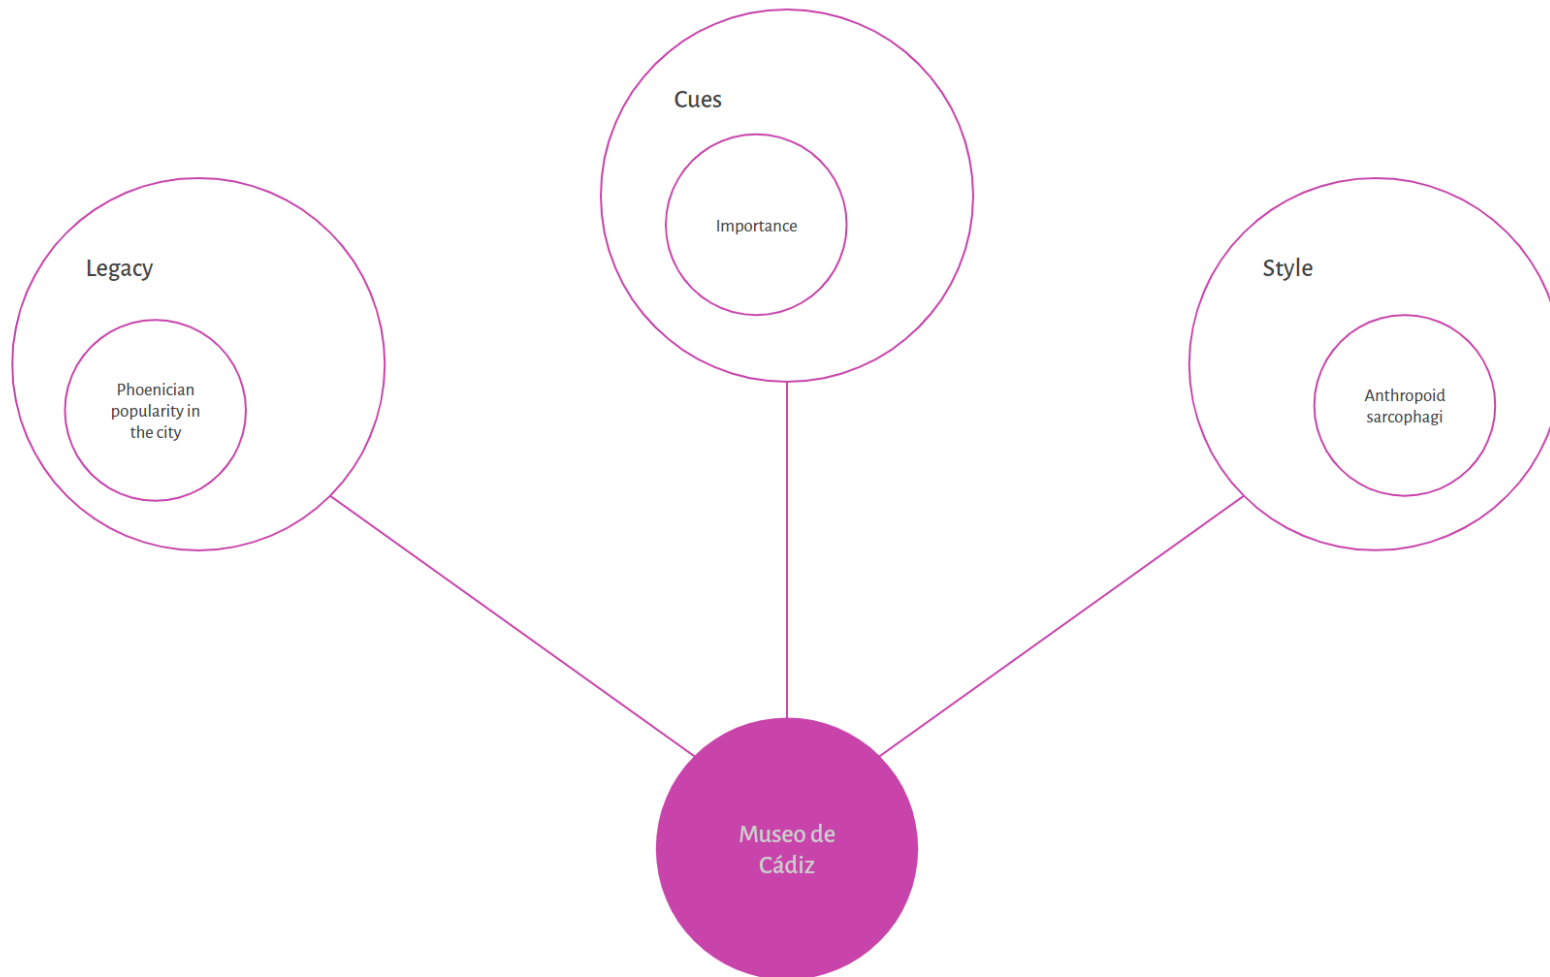 Cues
Importance
Legacy
Phoenician
popularity in
the city
Style
Anthropoid
sarcophagi
Museo de
Cádiz